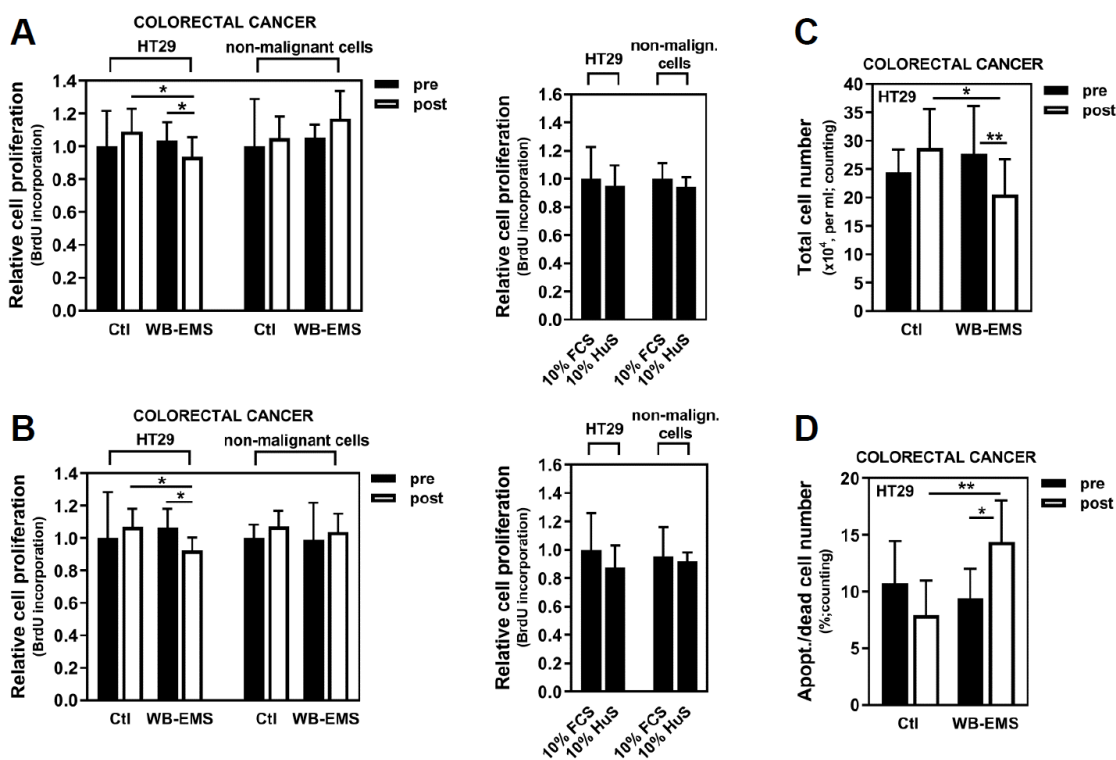 A
COLORECTAL CANCER
HT29
non-malignant cells
pre
post
Relative cell proliferation
(BrdU incorporation)
1.4
1.2
1.0
0.8
0.6
0.4
0.2
0.0
*
*
Ctl
WB-EMS
Ctl
WB-EMS
HT29
non-malign.
cells
Relative cell proliferation
(BrdU incorporation)
1.6
1.4
1.2
1.0
0.8
0.6
0.4
0.2
0.0
10% FCS
10% HuS
10% FCS
10% HuS
C
COLORECTAL CANCER
HT29
pre
post
Total cell number
(x10⁴, per ml; counting)
40
35
30
25
20
15
10
5
0
*
**
Ctl
WB-EMS
B
COLORECTAL CANCER
HT29
non-malignant cells
pre
post
Relative cell proliferation
(BrdU incorporation)
1.4
1.2
1.0
0.8
0.6
0.4
0.2
0.0
*
*
Ctl
WB-EMS
Ctl
WB-EMS
HT29
non-malign.
cells
Relative cell proliferation
(BrdU incorporation)
1.6
1.4
1.2
1.0
0.8
0.6
0.4
0.2
0.0
10% FCS
10% HuS
10% FCS
10% HuS
D
COLORECTAL CANCER
HT29
pre
post
Apopt./dead cell number
(%;counting)
20
15
10
5
0
**
*
Ctl
WB-EMS